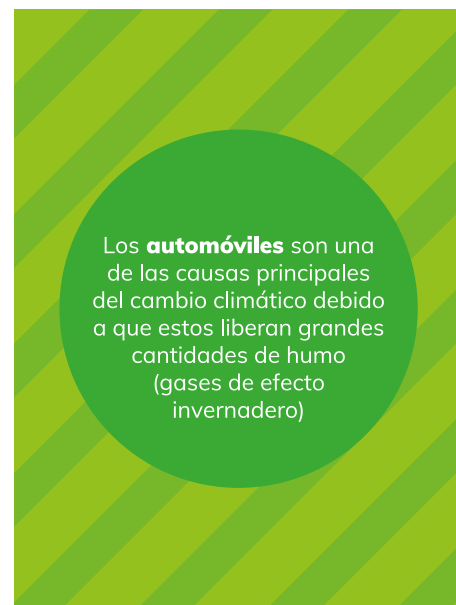 Los automóviles son una
de las causas principales
del cambio climático debido
a que estos liberan grandes
cantidades de humo
(gases de efecto
invernadero)